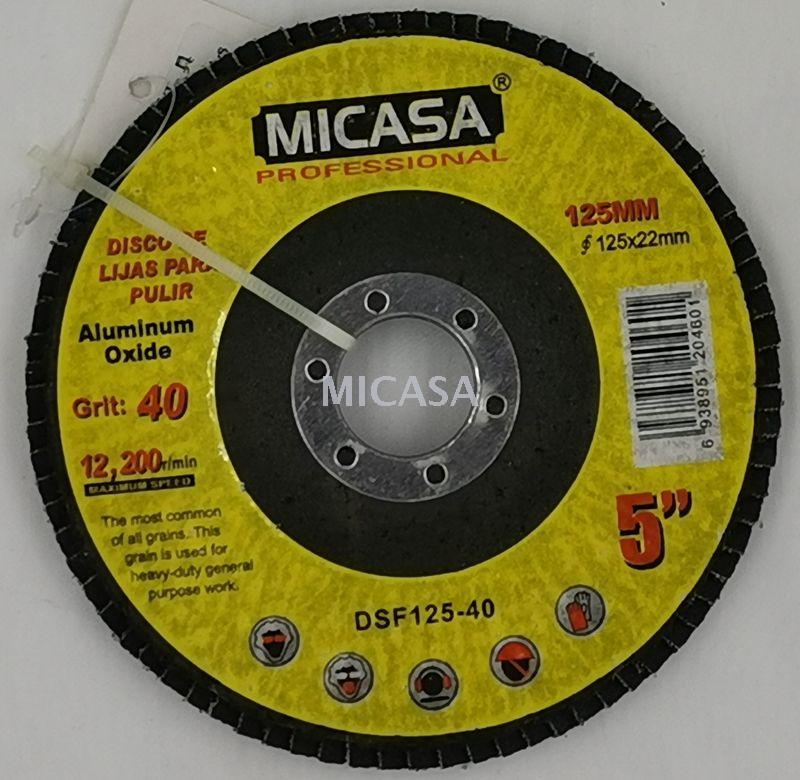 MICASA®
PROFESSIONAL
125MM
∮ 125x22mm
DISCO DE
LIJAS PARA
PULIR
Aluminum
Oxide
Grit: 40
12,200r/min
MAXIMUM SPEED
The most common
of all grains. This
grain is used for
heavy-duty general
purpose work.
MICASA
6 938951 204601
5"
DSF125-40